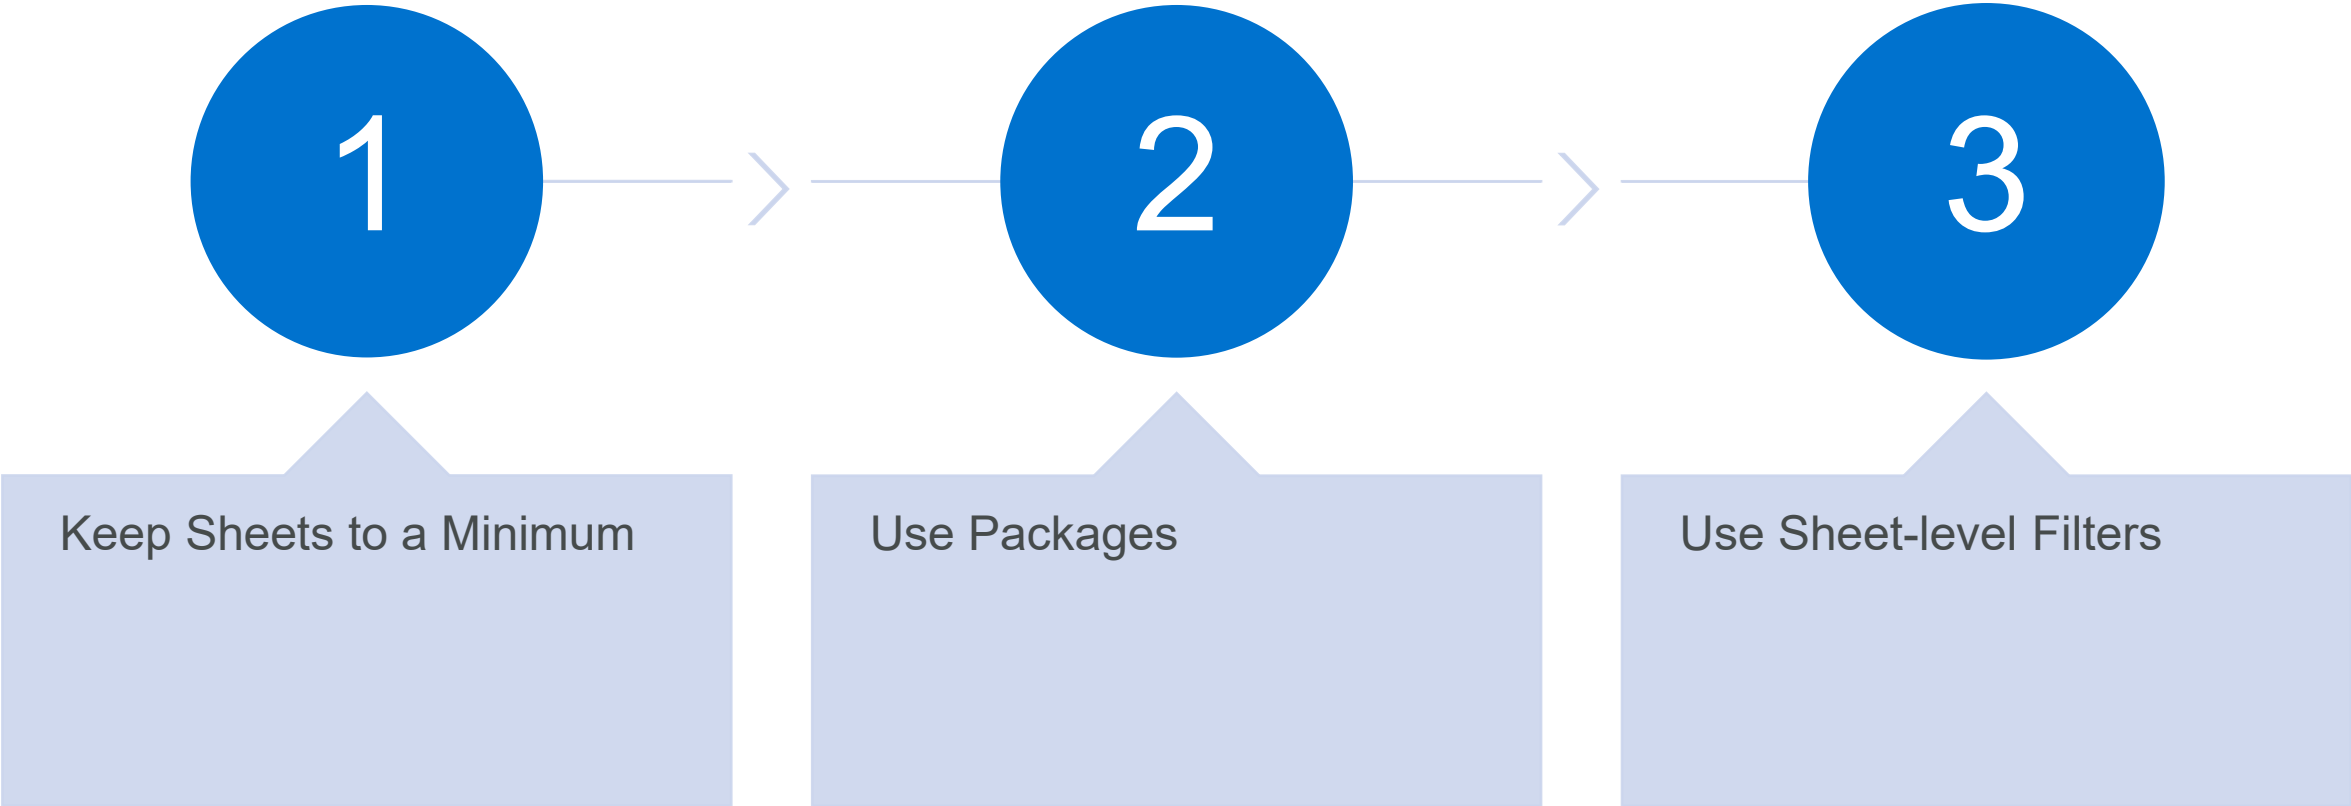 1
2
3
Keep Sheets to a Minimum
Use Packages
Use Sheet-level Filters